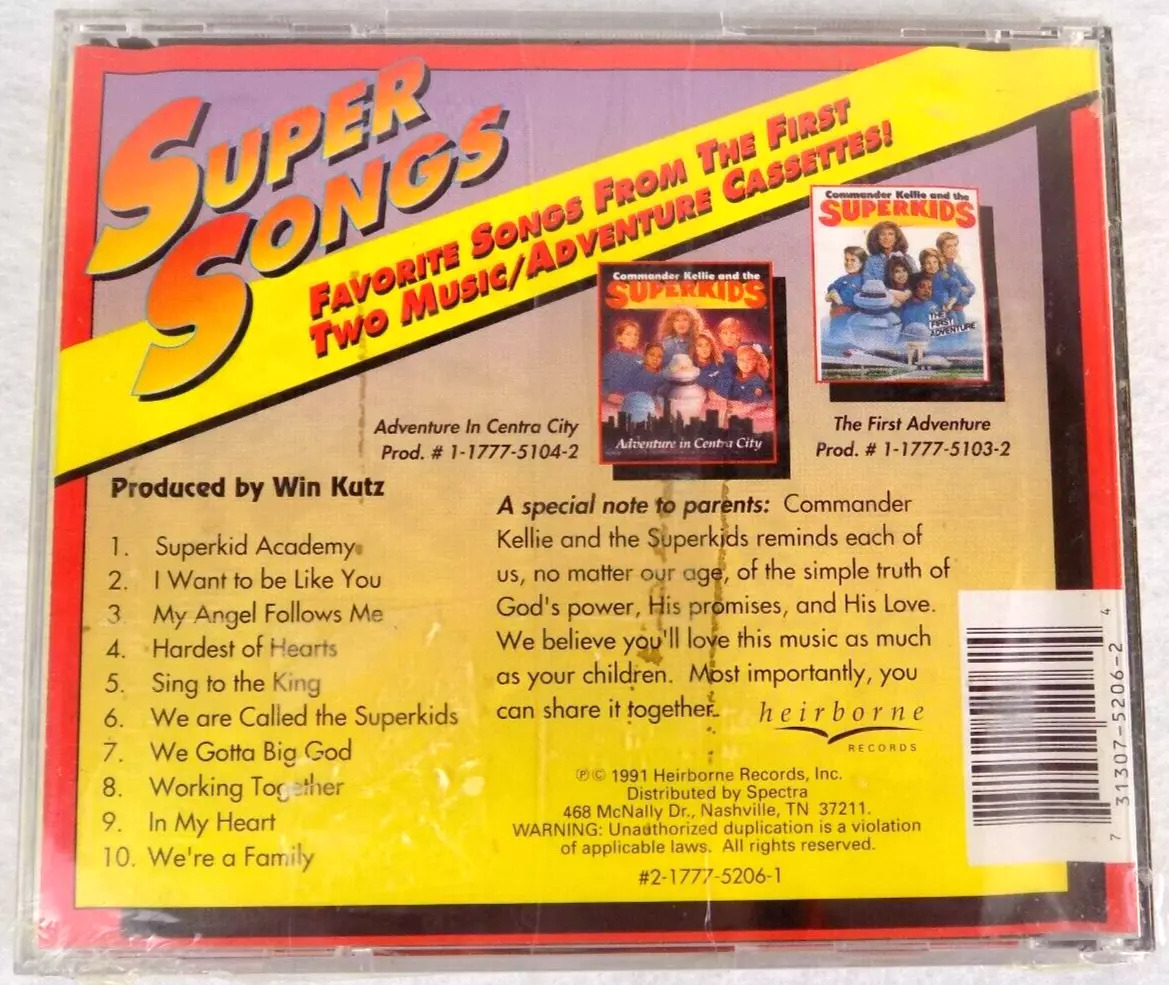 SUPER
SONGS
FAVORITE SONGS FROM THE FIRST
TWO MUSIC/ADVENTURE CASSETTES!
Commander Kellie and the
SUPERKIDS
THE
FIRST
ADVENTURE
Commander Kellie and the
SUPERKIDS
Adventure in Centra City
Adventure In Centra City
Prod. # 1-1777-5104-2
The First Adventure
Prod. # 1-1777-5103-2
Produced by Win Kutz
1. Superkid Academy
2. I Want to be Like You
3. My Angel Follows Me
4. Hardest of Hearts
5. Sing to the King
6. We are Called the Superkids
7. We Gotta Big God
8. Working Together
9. In My Heart
10. We're a Family
A special note to parents: Commander
Kellie and the Superkids reminds each of
us, no matter our age, of the simple truth of
God's power, His promises, and His Love.
We believe you'll love this music as much
as your children. Most importantly, you
can share it together.
heirborne
RECORDS
℗© 1991 Heirborne Records, Inc.
Distributed by Spectra
468 McNally Dr., Nashville, TN 37211.
WARNING: Unauthorized duplication is a violation
of applicable laws. All rights reserved.
#2-1777-5206-1
7 31307-5206-2 4